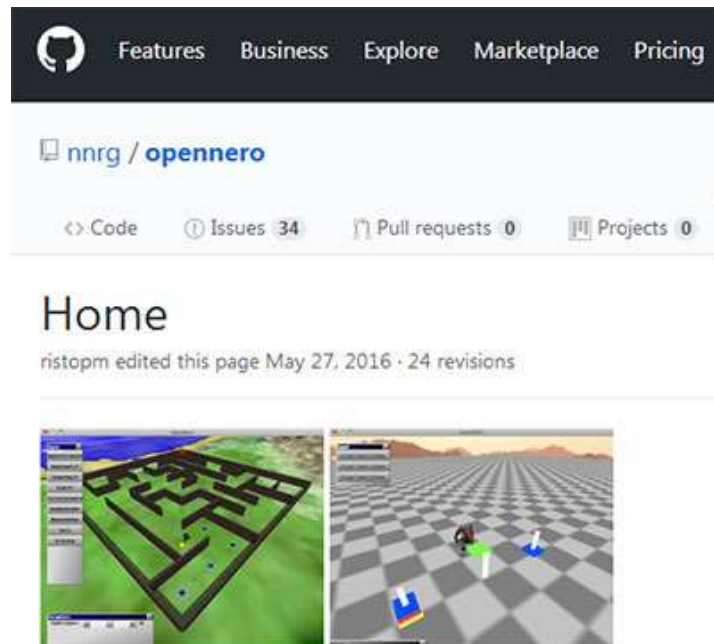 Features Business Explore Marketplace Pricing
nnrg / opennero
<> Code Issues 34 Pull requests 0 Projects 0
Home
ristopm edited this page May 27, 2016 · 24 revisions